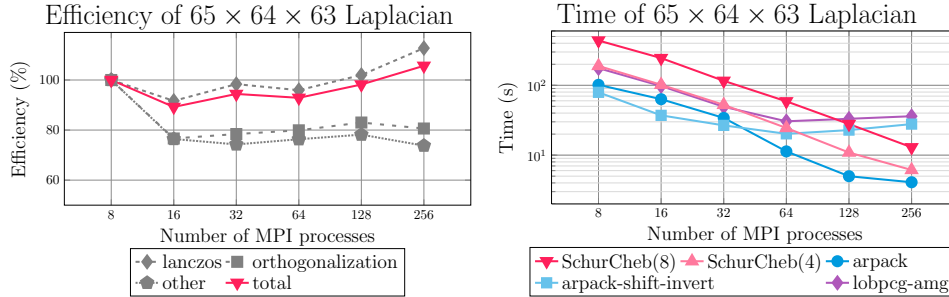 Efficiency of 65 × 64 × 63 Laplacian
Efficiency (%)
100
80
60
8 16 32 64 128 256
Number of MPI processes
lanczos orthogonalization
other total
Time of 65 × 64 × 63 Laplacian
Time (s)
10²
10¹
8 16 32 64 128 256
Number of MPI processes
SchurCheb(8) SchurCheb(4) arpack
arpack-shift-invert lobpcg-amg